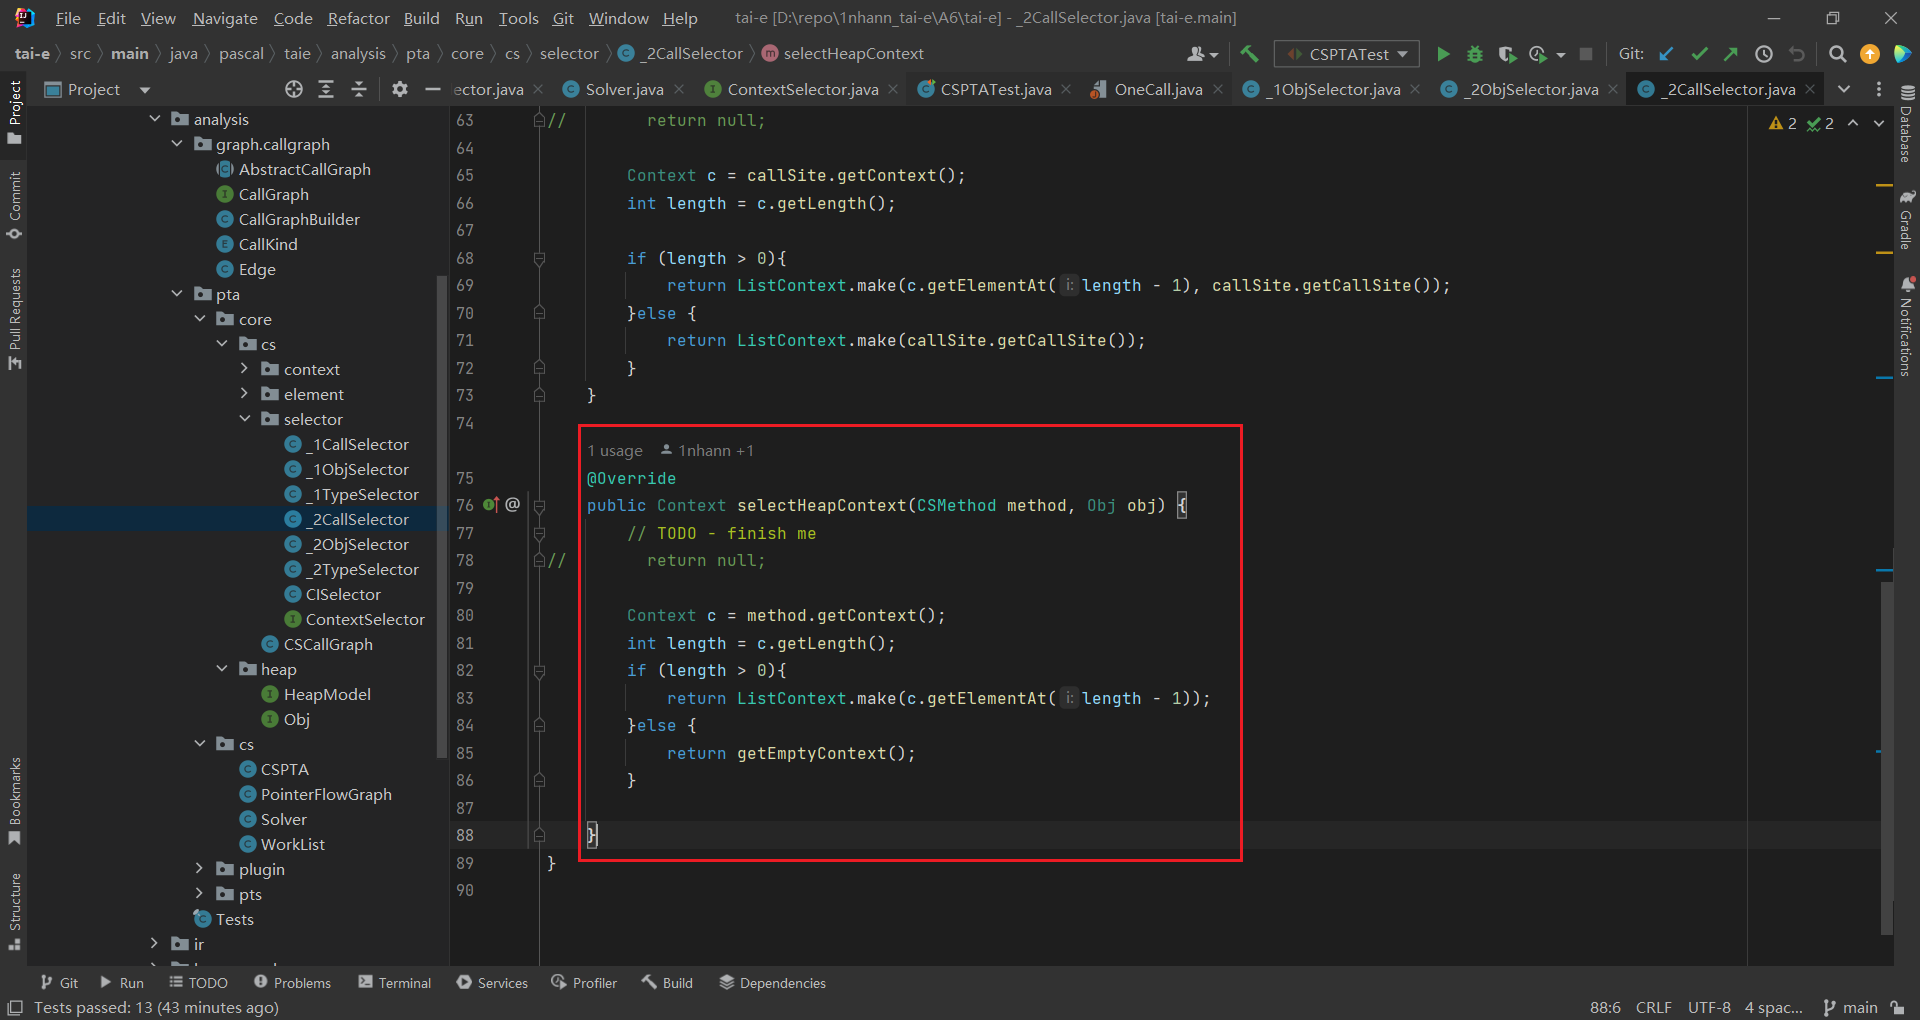 File Edit View Navigate Code Refactor Build Run Tools Git Window Help tai-e [D:\repo\1nhann_tai-e\A6\tai-e] - _2CallSelector.java [tai-e.main]
tai-e src main java pascal taie analysis pta core cs selector _2CallSelector selectHeapContext CSPTATest Git:
Project ector.java Solver.java ContextSelector.java CSPTATest.java OneCall.java _1ObjSelector.java _2ObjSelector.java _2CallSelector.java
Project
Commit
Pull Requests
Bookmarks
Structure
analysis
graph.callgraph
AbstractCallGraph
CallGraph
CallGraphBuilder
CallKind
Edge
pta
core
cs
context
element
selector
_1CallSelector
_1ObjSelector
_1TypeSelector
_2CallSelector
_2ObjSelector
_2TypeSelector
CISelector
ContextSelector
CSCallGraph
heap
HeapModel
Obj
cs
CSPTA
PointerFlowGraph
Solver
WorkList
plugin
pts
Tests
ir
63 // return null;
64
65 Context c = callSite.getContext();
66 int length = c.getLength();
67
68 if (length > 0){
69 return ListContext.make(c.getElementAt( i: length - 1), callSite.getCallSite());
70 }else {
71 return ListContext.make(callSite.getCallSite());
72 }
73 }
74
1 usage 1nhann +1
75 @Override
76 public Context selectHeapContext(CSMethod method, Obj obj) {
77 // TODO - finish me
78 // return null;
79
80 Context c = method.getContext();
81 int length = c.getLength();
82 if (length > 0){
83 return ListContext.make(c.getElementAt( i: length - 1));
84 }else {
85 return getEmptyContext();
86 }
87
88 }
89 }
90
2 2
Database
Gradle
Notifications
Git Run TODO Problems Terminal Services Profiler Build Dependencies
Tests passed: 13 (43 minutes ago) 88:6 CRLF UTF-8 4 spac... main